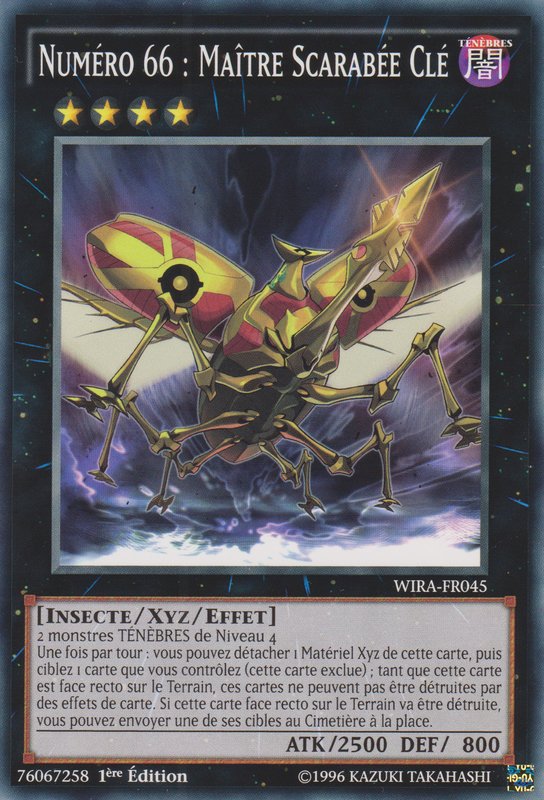 Numéro 66 : Maître Scarabée Clé
TÉNÈBRES
闇
WIRA-FR045
[Insecte/Xyz/Effet]
2 monstres TÉNÈBRES de Niveau 4
Une fois par tour : vous pouvez détacher 1 Matériel Xyz de cette carte, puis
ciblez 1 carte que vous contrôlez (cette carte exclue) ; tant que cette carte
est face recto sur le Terrain, ces cartes ne peuvent pas être détruites par
des effets de carte. Si cette carte face recto sur le Terrain va être détruite,
vous pouvez envoyer une de ses cibles au Cimetière à la place.
ATK/2500 DEF/ 800
76067258 1ère Édition ©1996 KAZUKI TAKAHASHI